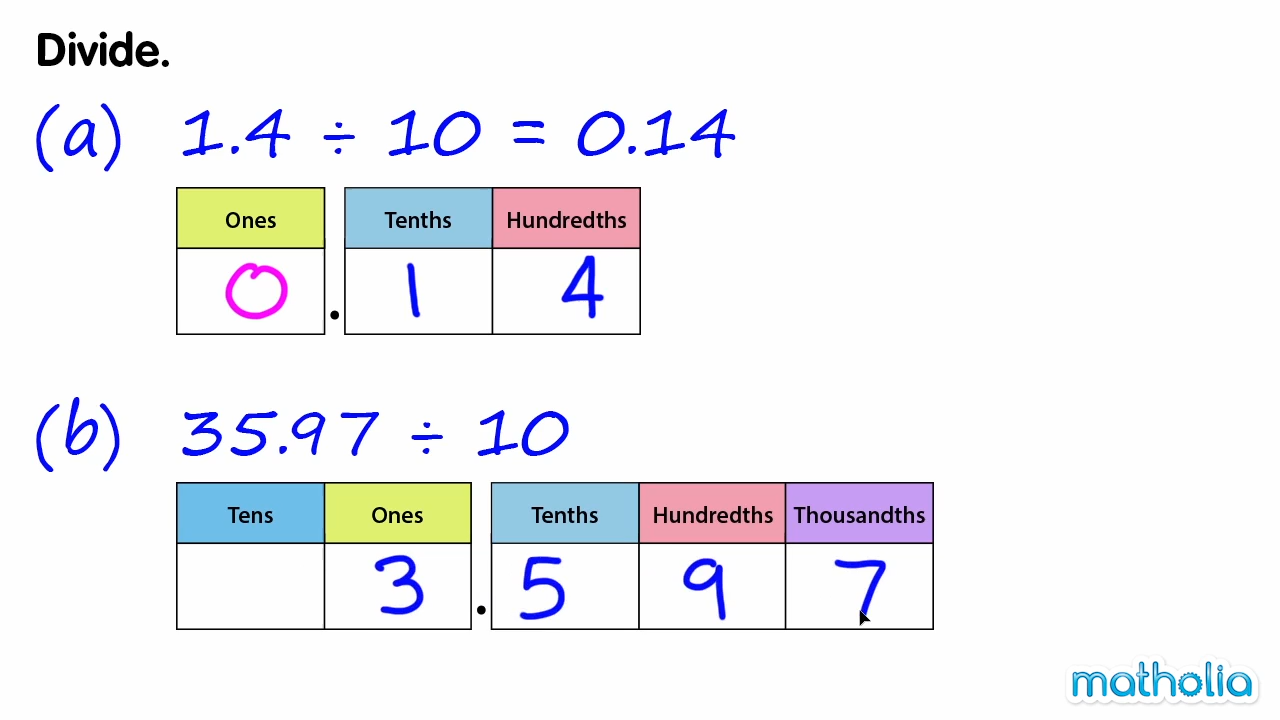 Divide.
(a) 1.4 ÷ 10 = 0.14
Ones Tenths Hundredths
0 . 1 4
(b) 35.97 ÷ 10
Tens Ones Tenths Hundredths Thousandths
3 . 5 9 7
matholia